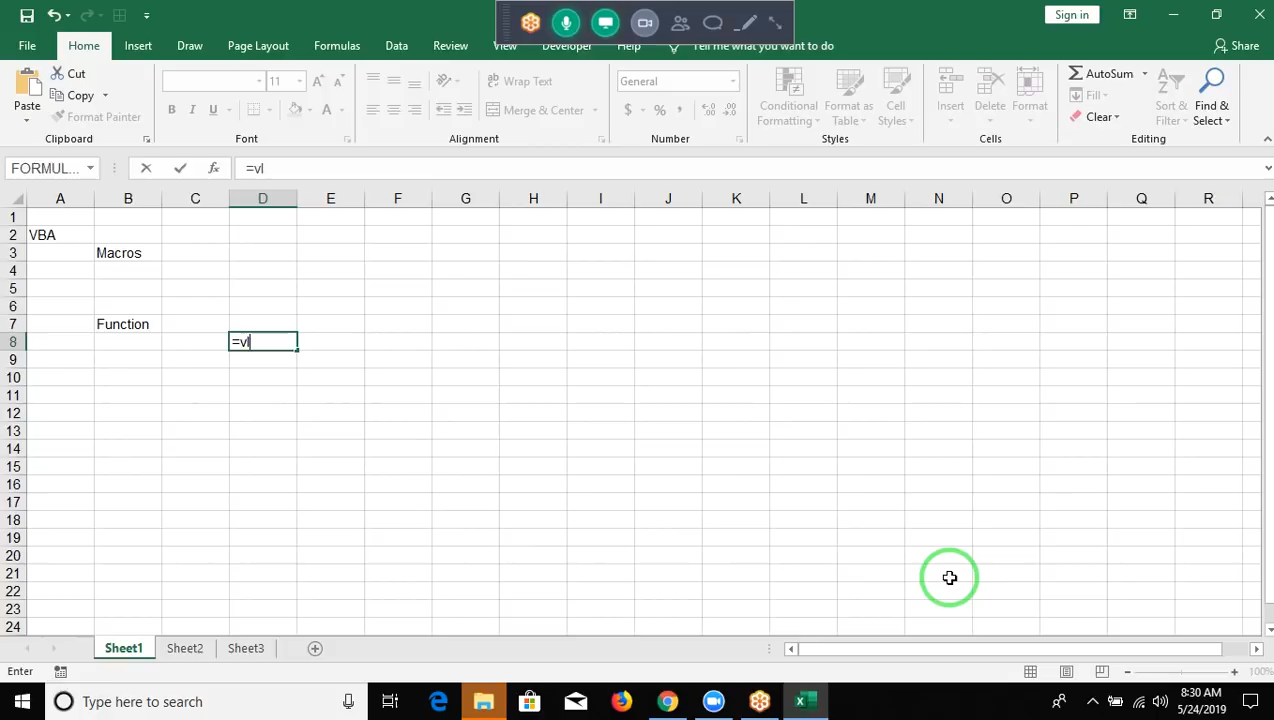 Sign in
File Home Insert Draw Page Layout Formulas Data Review View Developer Help Tell me what you want to do Share
Paste Cut Copy Format Painter
11
Wrap Text Merge & Center
General
$ % ,
Conditional Formatting Format as Table Cell Styles
Insert Delete Format
AutoSum Fill Clear
Sort & Filter Find & Select
Clipboard Font Alignment Number Styles Cells Editing
FORMUL... fx =vl
A B C D E F G H I J K L M N O P Q R
1
2 VBA
3 Macros
4
5
6
7 Function
8 =vl
9
10
11
12
13
14
15
16
17
18
19
20
21
22
23
24
Sheet1 Sheet2 Sheet3
Enter 100%
Type here to search
8:30 AM
5/24/2019